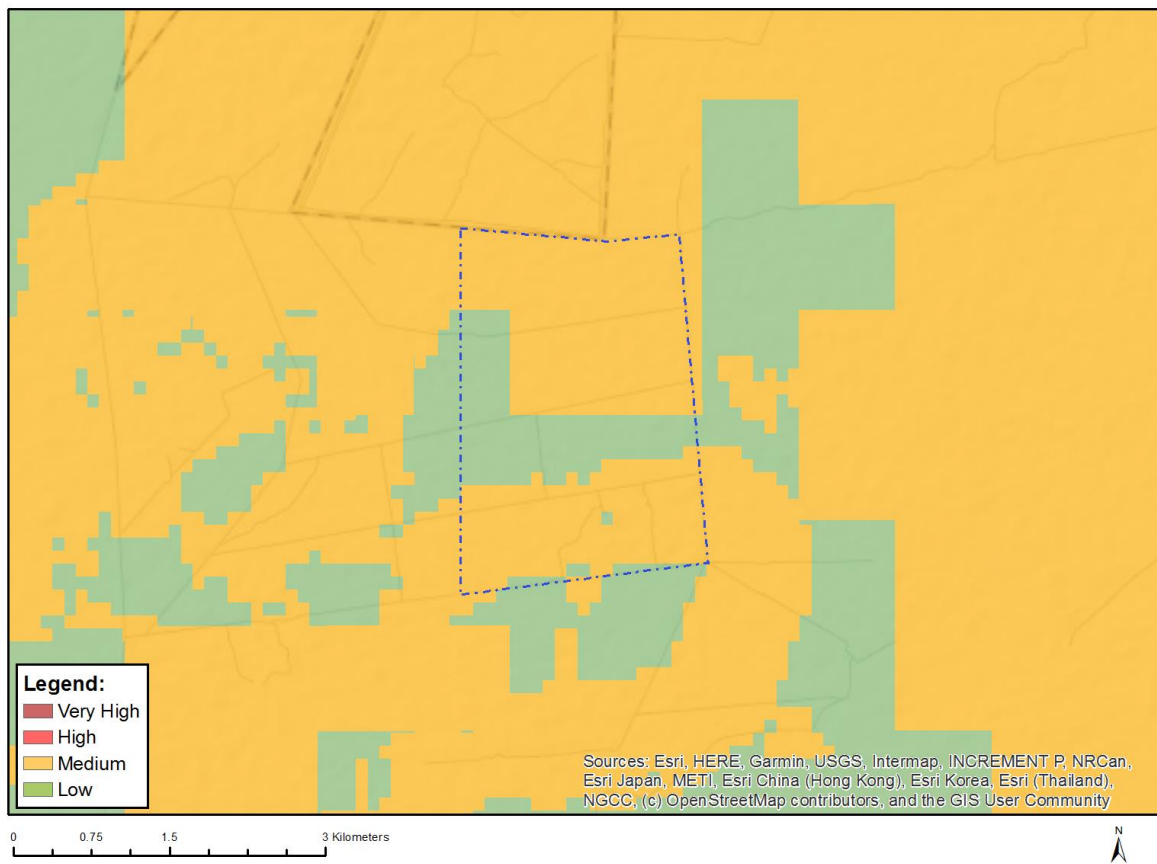 Legend:
Very High
High
Medium
Low
Sources: Esri, HERE, Garmin, USGS, Intermap, INCREMENT P, NRCan,
Esri Japan, METI, Esri China (Hong Kong), Esri Korea, Esri (Thailand),
NGCC, (c) OpenStreetMap contributors, and the GIS User Community
0 0.75 1.5 3 Kilometers
N